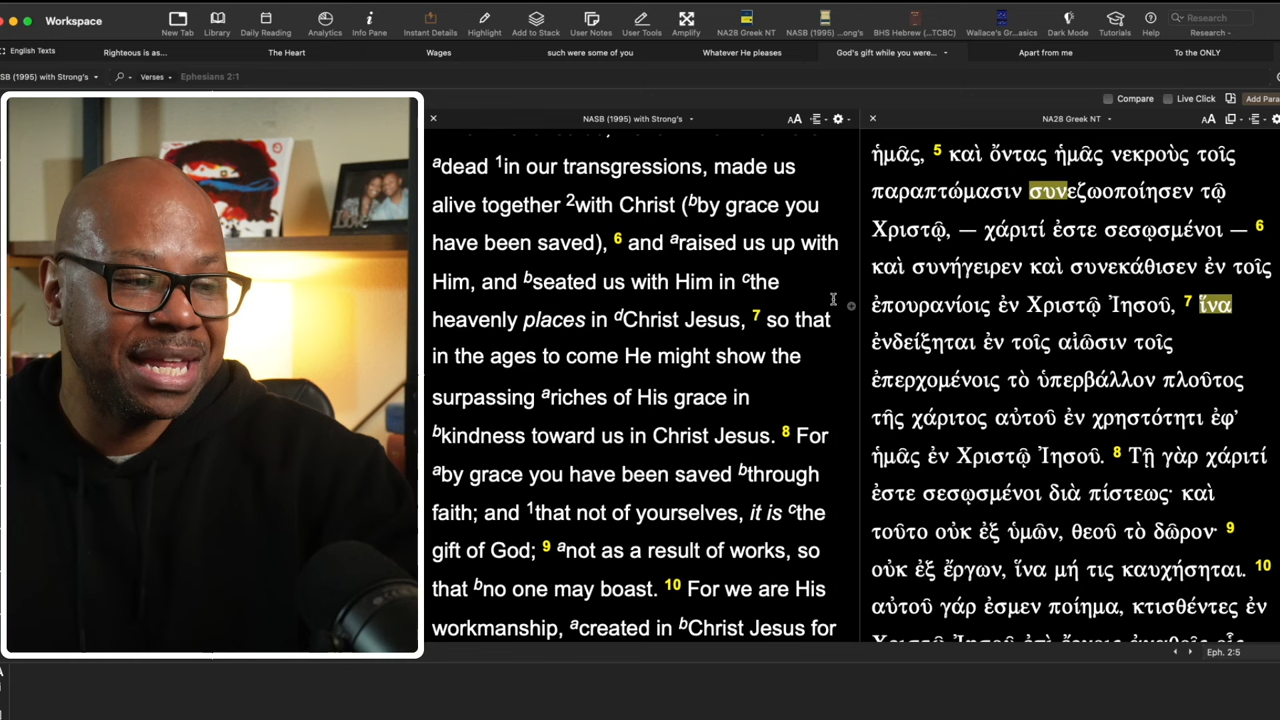 Workspace
New Tab
Library
Daily Reading
Analytics
Info Pane
Instant Details
Highlight
Add to Stack
User Notes
User Tools
Amplify
NA28 Greek NT
NASB (1995)...ong's
BHS Hebrew (...TCBC)
Wallace's Gr...asics
Dark Mode
Tutorials
Help
Research
Research
English Texts
Righteous is as...
The Heart
Wages
such were some of you
Whatever He pleases
God's gift while you were...
Apart from me
To the ONLY
SB (1995) with Strong's
Verses
Ephesians 2:1
Compare
Live Click
Add Para
NASB (1995) with Strong's
AA
ᵃdead ¹in our transgressions, made us
alive together ²with Christ (ᵇby grace you
have been saved), 6 and ᵃraised us up with
Him, and ᵇseated us with Him in ᶜthe
heavenly places in ᵈChrist Jesus, 7 so that
in the ages to come He might show the
surpassing ᵃriches of His grace in
ᵇkindness toward us in Christ Jesus. 8 For
ᵃby grace you have been saved ᵇthrough
faith; and ¹that not of yourselves, it is ᶜthe
gift of God; 9 ᵃnot as a result of works, so
that ᵇno one may boast. 10 For we are His
workmanship, ᵃcreated in ᵇChrist Jesus for
NA28 Greek NT
AA
ἡμᾶς, 5 καὶ ὄντας ἡμᾶς νεκροὺς τοῖς
παραπτώμασιν συνεζωοποίησεν τῷ
Χριστῷ, — χάριτί ἐστε σεσῳσμένοι — 6
καὶ συνήγειρεν καὶ συνεκάθισεν ἐν τοῖς
ἐπουρανίοις ἐν Χριστῷ Ἰησοῦ, 7 ἵνα
ἐνδείξηται ἐν τοῖς αἰῶσιν τοῖς
ἐπερχομένοις τὸ ὑπερβάλλον πλοῦτος
τῆς χάριτος αὐτοῦ ἐν χρηστότητι ἐφ’
ἡμᾶς ἐν Χριστῷ Ἰησοῦ. 8 Τῇ γὰρ χάριτί
ἐστε σεσῳσμένοι διὰ πίστεως· καὶ
τοῦτο οὐκ ἐξ ὑμῶν, θεοῦ τὸ δῶρον· 9
οὐκ ἐξ ἔργων, ἵνα μή τις καυχήσηται. 10
αὐτοῦ γάρ ἐσμεν ποίημα, κτισθέντες ἐν
Eph. 2:5